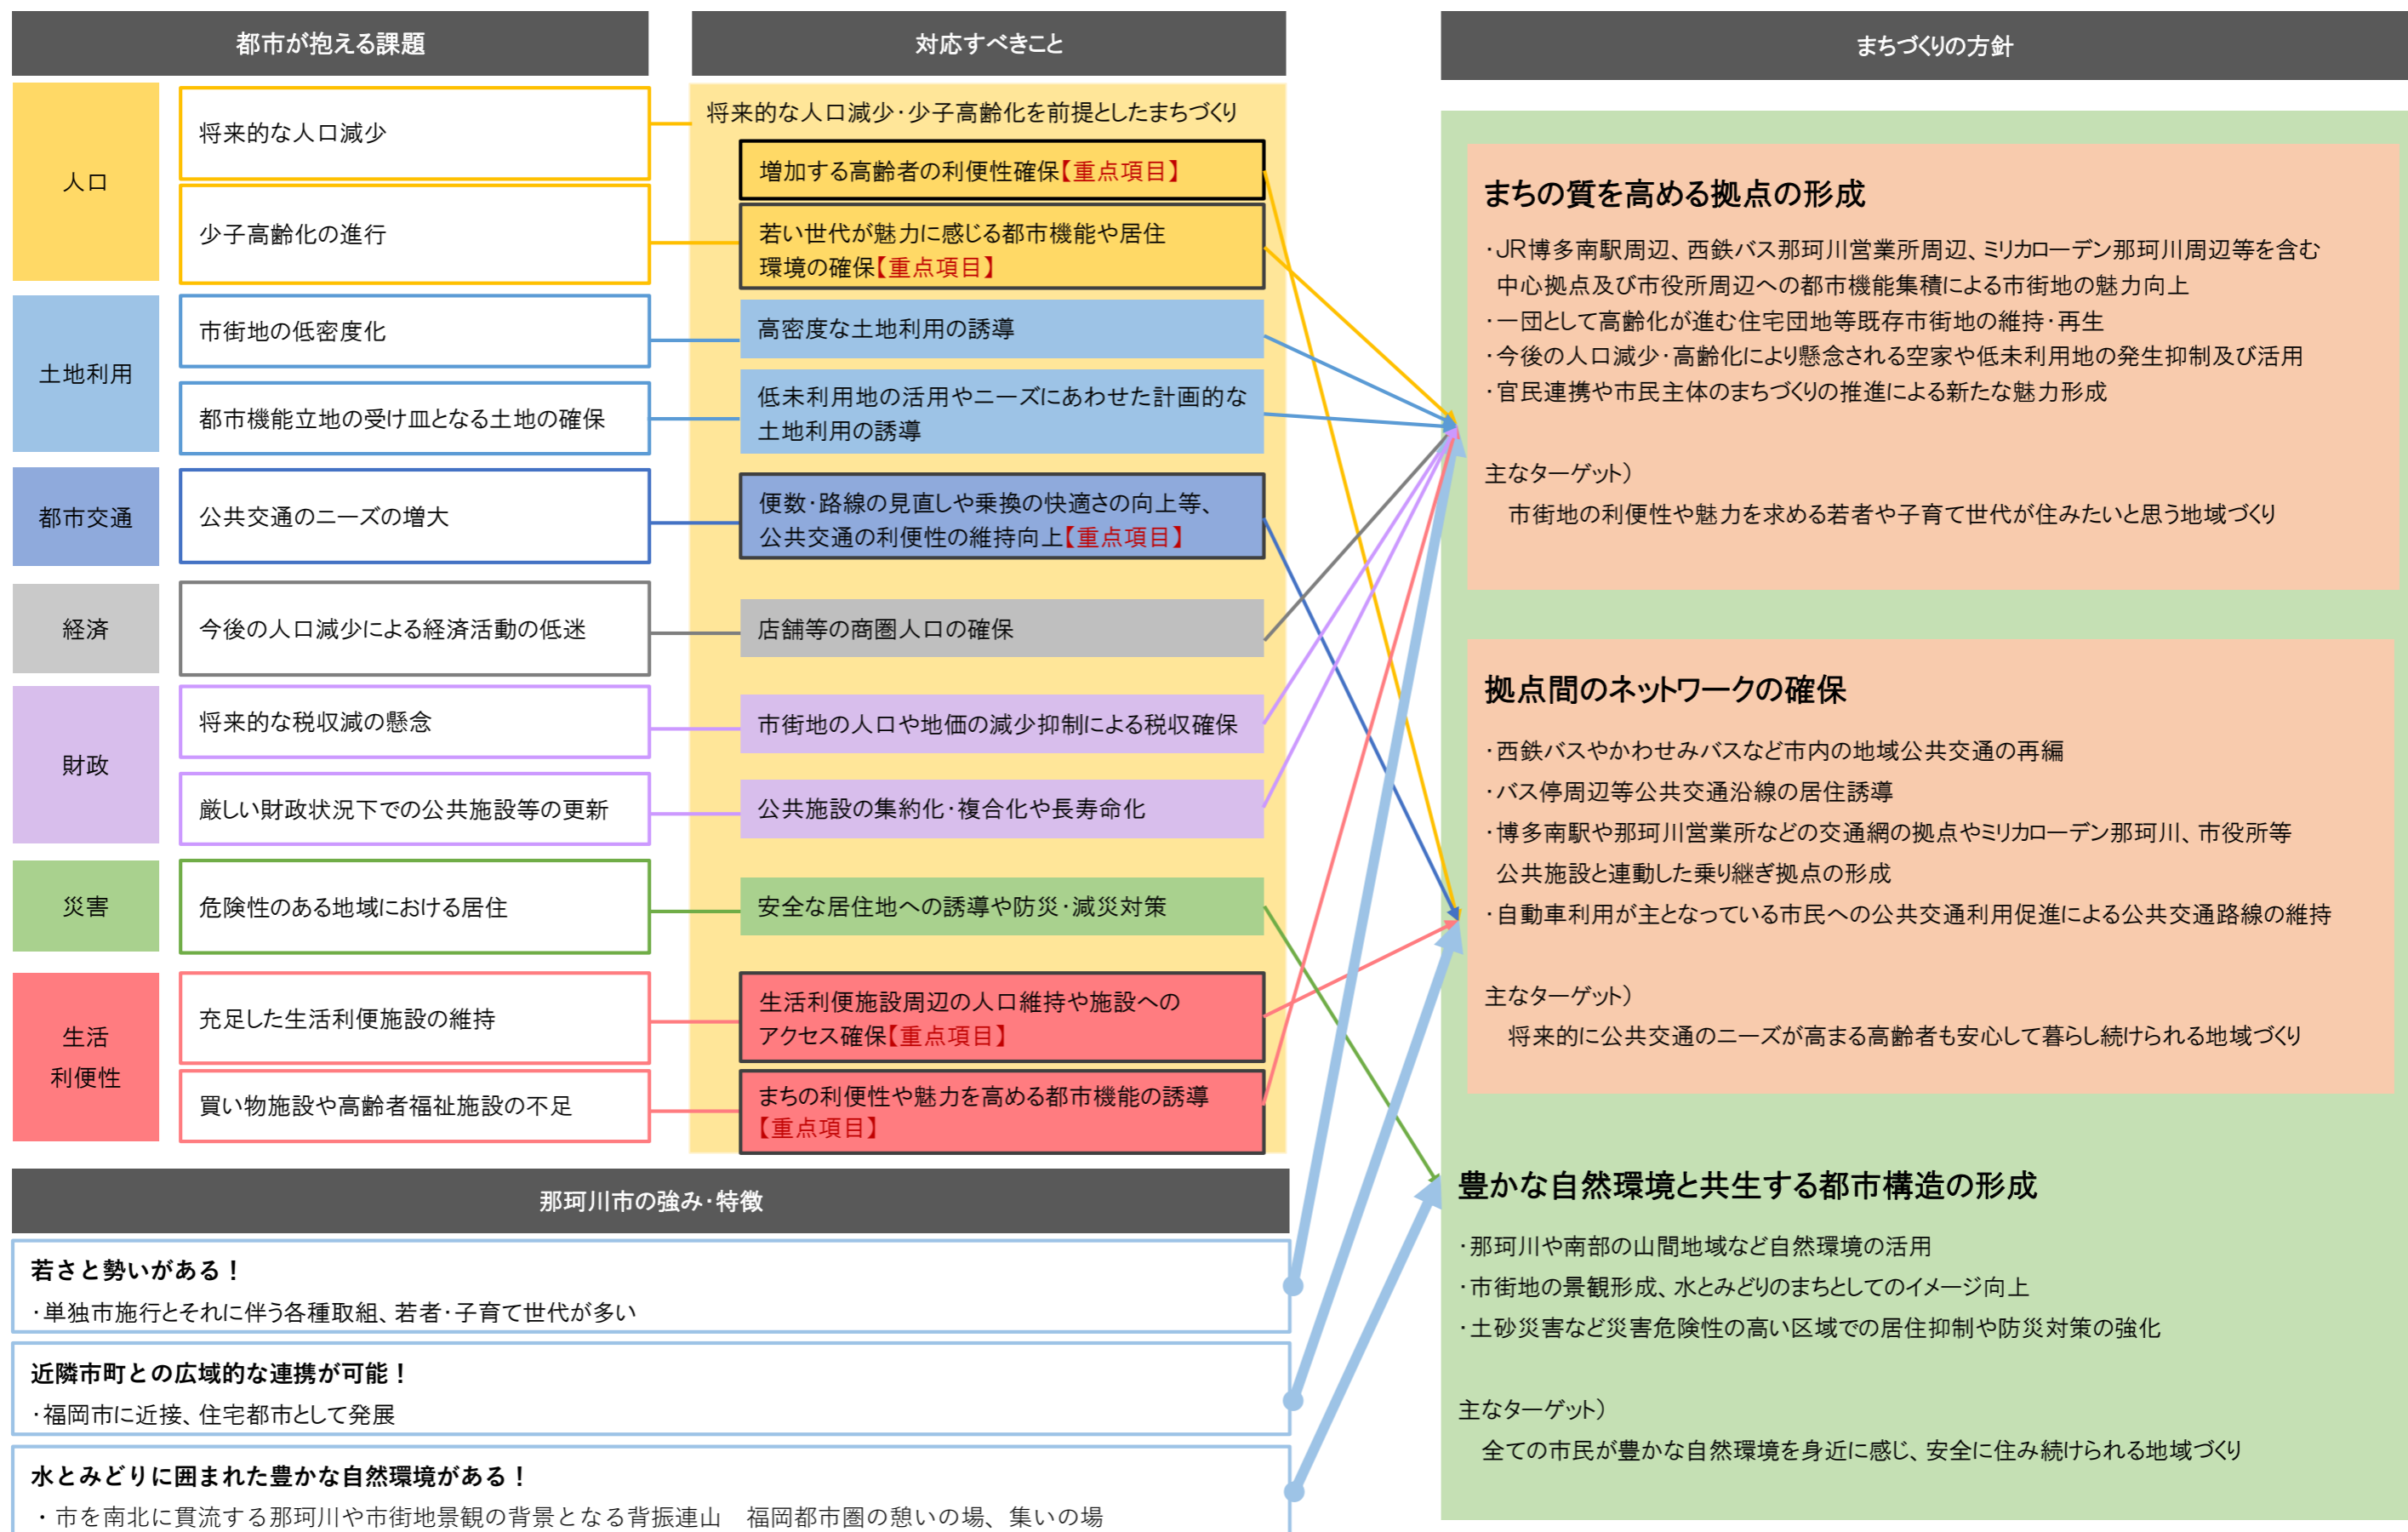 都市が抱える課題
対応すべきこと
まちづくりの方針
人口
将来的な人口減少
少子高齢化の進行
土地利用
市街地の低密度化
都市機能立地の受け皿となる土地の確保
都市交通
公共交通のニーズの増大
経済
今後の人口減少による経済活動の低迷
財政
将来的な税収減の懸念
厳しい財政状況下での公共施設等の更新
災害
危険性のある地域における居住
生活
利便性
充足した生活利便施設の維持
買い物施設や高齢者福祉施設の不足
将来的な人口減少・少子高齢化を前提としたまちづくり
増加する高齢者の利便性確保【重点項目】
若い世代が魅力に感じる都市機能や居住
環境の確保【重点項目】
高密度な土地利用の誘導
低未利用地の活用やニーズにあわせた計画的な
土地利用の誘導
便数・路線の見直しや乗換の快適さの向上等、
公共交通の利便性の維持向上【重点項目】
店舗等の商圏人口の確保
市街地の人口や地価の減少抑制による税収確保
公共施設の集約化・複合化や長寿命化
安全な居住地への誘導や防災・減災対策
生活利便施設周辺の人口維持や施設への
アクセス確保【重点項目】
まちの利便性や魅力を高める都市機能の誘導
【重点項目】
那珂川市の強み・特徴
若さと勢いがある！
・単独市施行とそれに伴う各種取組、若者・子育て世代が多い
近隣市町との広域的な連携が可能！
・福岡市に近接、住宅都市として発展
水とみどりに囲まれた豊かな自然環境がある！
・市を南北に貫流する那珂川や市街地景観の背景となる背振連山　福岡都市圏の憩いの場、集いの場
まちの質を高める拠点の形成
・JR博多南駅周辺、西鉄バス那珂川営業所周辺、ミリカローデン那珂川周辺等を含む
中心拠点及び市役所周辺への都市機能集積による市街地の魅力向上
・一団として高齢化が進む住宅団地等既存市街地の維持・再生
・今後の人口減少・高齢化により懸念される空家や低未利用地の発生抑制及び活用
・官民連携や市民主体のまちづくりの推進による新たな魅力形成
主なターゲット）
市街地の利便性や魅力を求める若者や子育て世代が住みたいと思う地域づくり
拠点間のネットワークの確保
・西鉄バスやかわせみバスなど市内の地域公共交通の再編
・バス停周辺等公共交通沿線の居住誘導
・博多南駅や那珂川営業所などの交通網の拠点やミリカローデン那珂川、市役所等
公共施設と連動した乗り継ぎ拠点の形成
・自動車利用が主となっている市民への公共交通利用促進による公共交通路線の維持
主なターゲット）
将来的に公共交通のニーズが高まる高齢者も安心して暮らし続けられる地域づくり
豊かな自然環境と共生する都市構造の形成
・那珂川や南部の山間地域など自然環境の活用
・市街地の景観形成、水とみどりのまちとしてのイメージ向上
・土砂災害など災害危険性の高い区域での居住抑制や防災対策の強化
主なターゲット）
全ての市民が豊かな自然環境を身近に感じ、安全に住み続けられる地域づくり